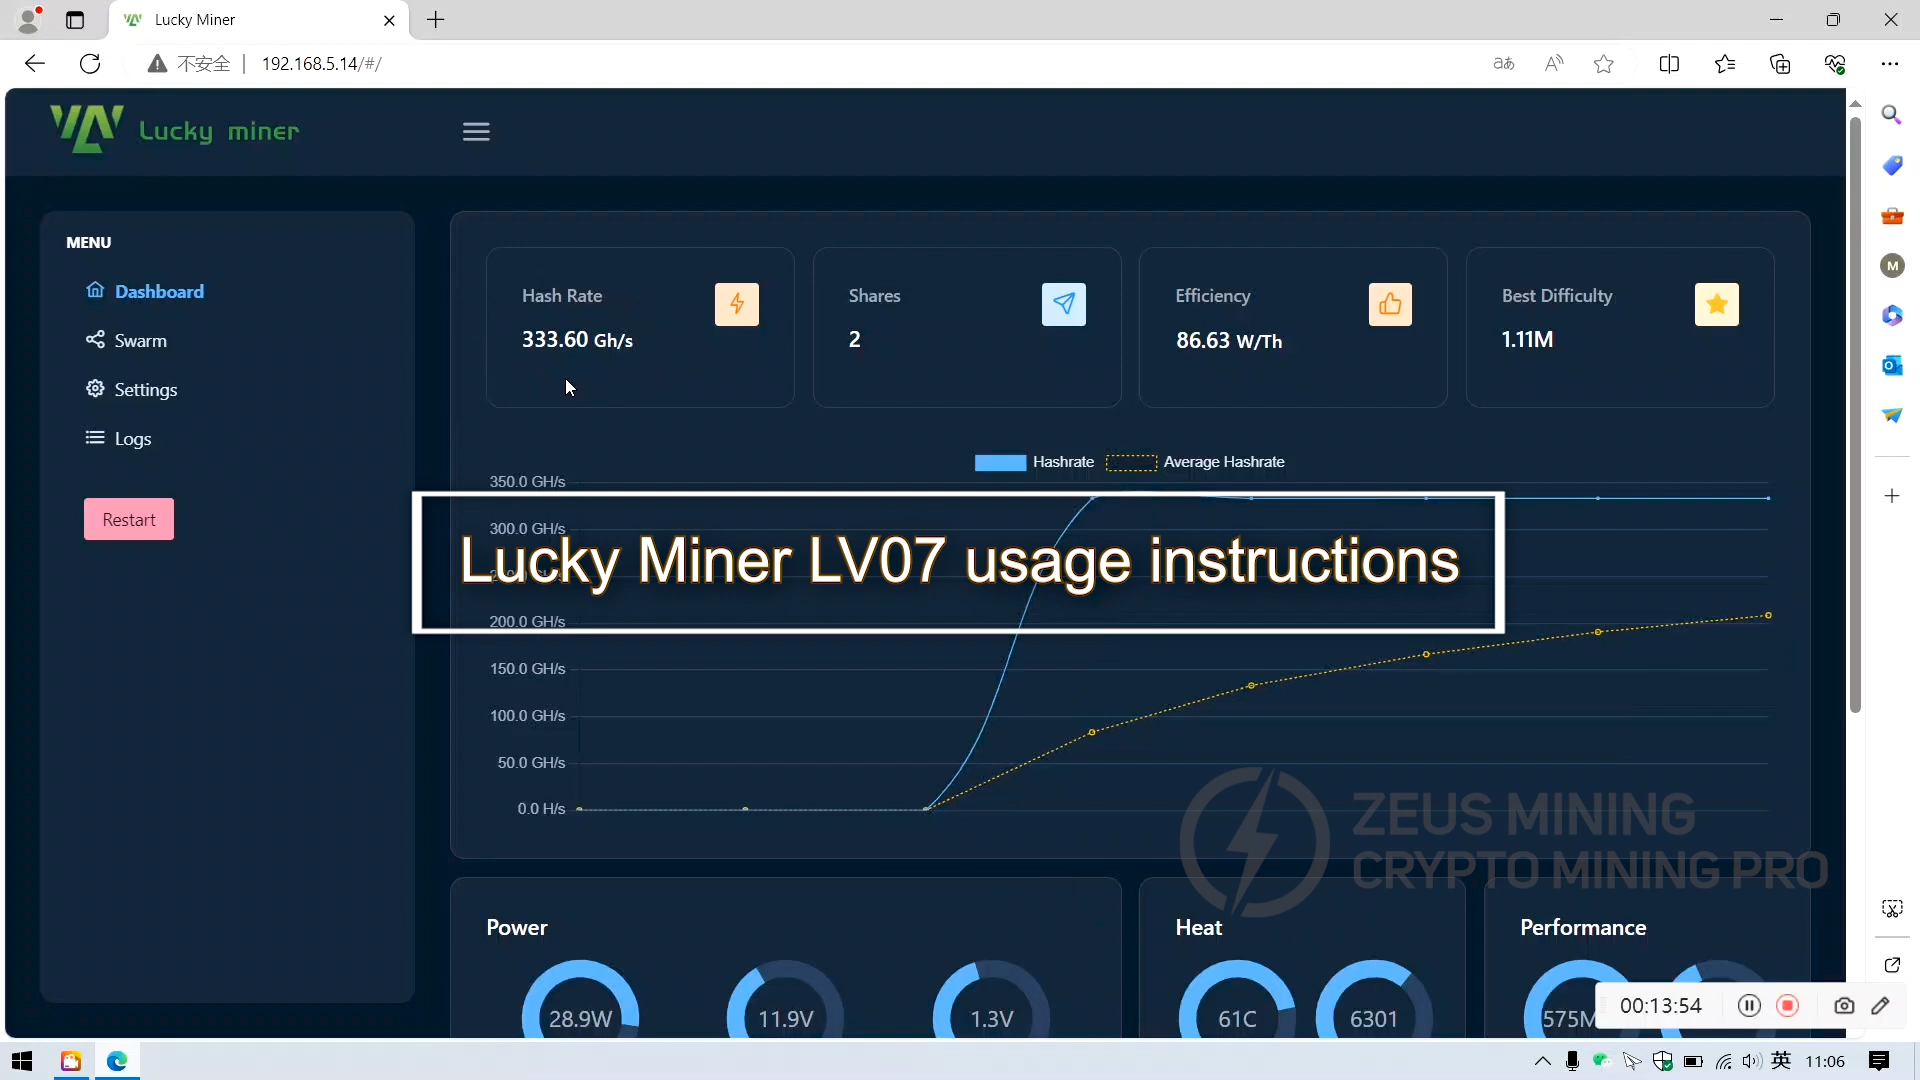 Lucky Miner
不安全 192.168.5.14/#/
Lucky miner
MENU
Dashboard
Swarm
Settings
Logs
Restart
Hash Rate
333.60 Gh/s
Shares
2
Efficiency
86.63 W/Th
Best Difficulty
1.11M
Hashrate Average Hashrate
350.0 GH/s
300.0 GH/s
Lucky Miner LV07 usage instructions
200.0 GH/s
150.0 GH/s
100.0 GH/s
50.0 GH/s
0.0 H/s
ZEUS MINING
CRYPTO MINING PRO
Power
28.9W
11.9V
1.3V
Heat
61C
6301
Performance
575M
00:13:54
M
英 11:06